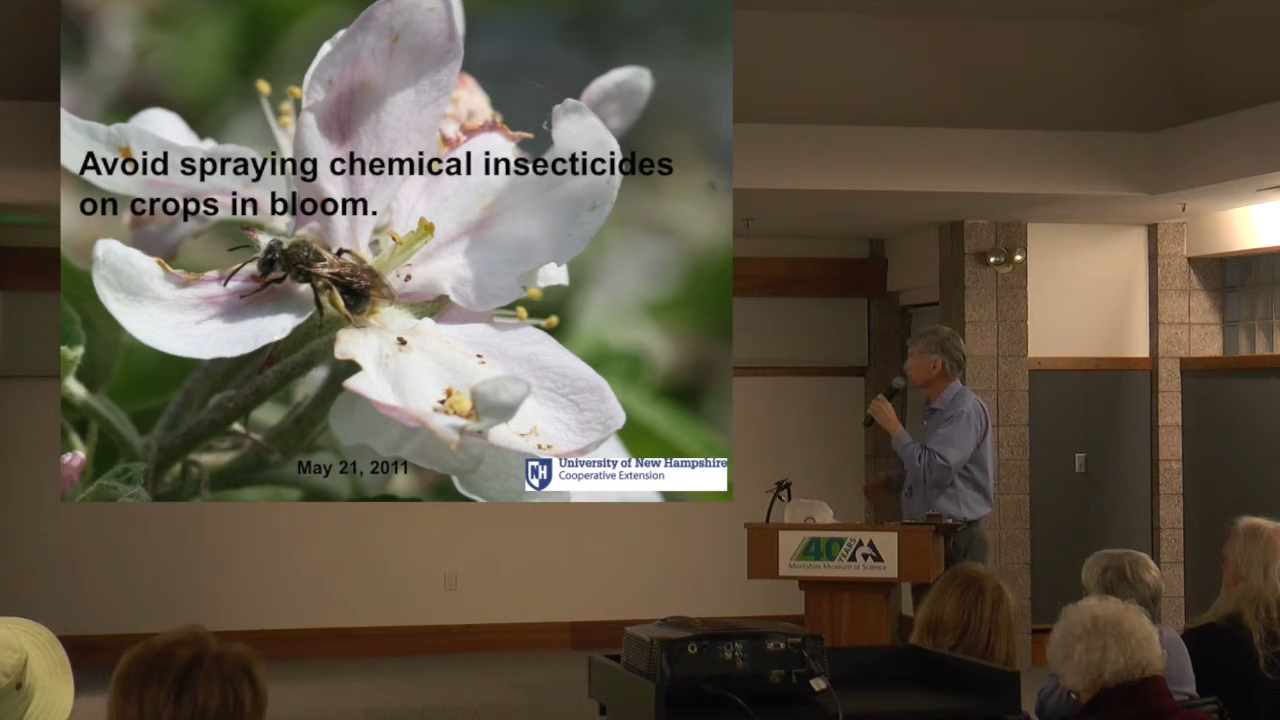 Avoid spraying chemical insecticides
on crops in bloom.
May 21, 2011
NH
University of New Hampshire
Cooperative Extension
40 YEARS
Montshire Museum of Science